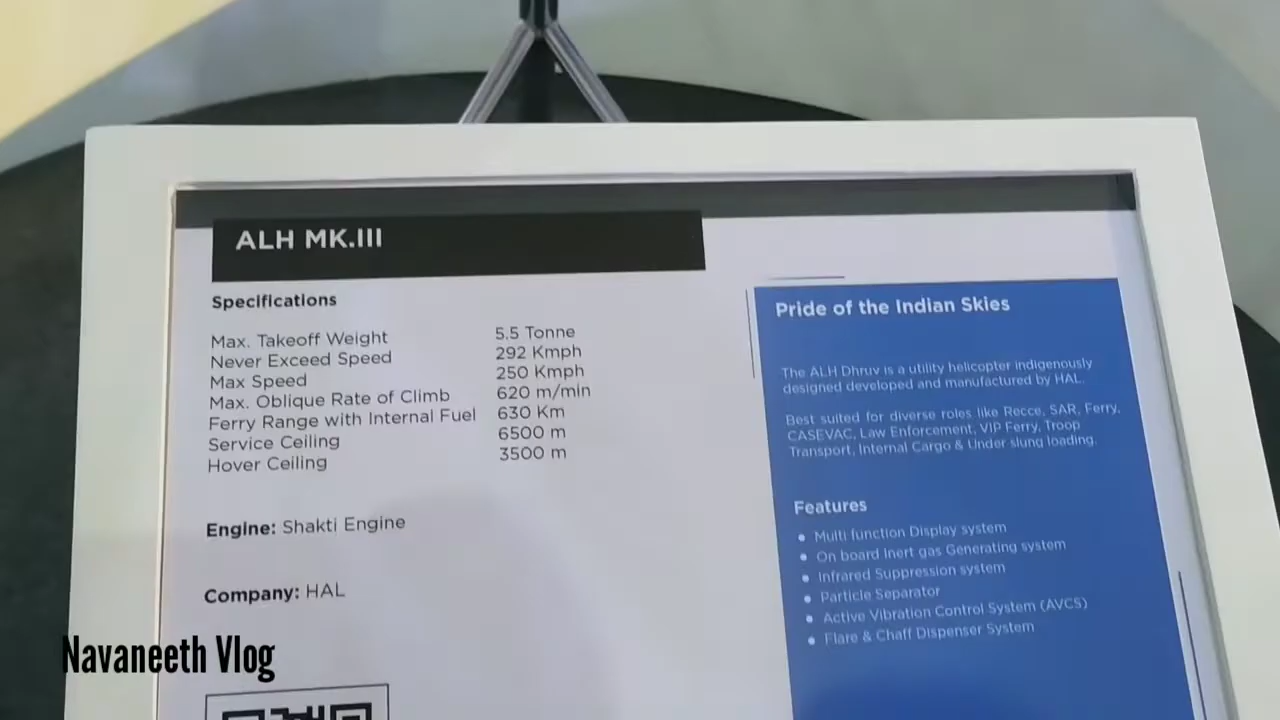 ALH MK.III
Specifications
Max. Takeoff Weight 5.5 Tonne
Never Exceed Speed 292 Kmph
Max Speed 250 Kmph
Max. Oblique Rate of Climb 620 m/min
Ferry Range with Internal Fuel 630 Km
Service Ceiling 6500 m
Hover Ceiling 3500 m
Engine: Shakti Engine
Company: HAL
Pride of the Indian Skies
The ALH Dhruv is a utility helicopter indigenously
designed developed and manufactured by HAL.
Best suited for diverse roles like Recce, SAR, Ferry,
CASEVAC, Law Enforcement, VIP Ferry, Troop
Transport, Internal Cargo & Under slung loading.
Features
• Multi function Display system
• On board Inert gas Generating system
• Infrared Suppression system
• Particle Separator
• Active Vibration Control System (AVCS)
• Flare & Chaff Dispenser System
Navaneeth Vlog